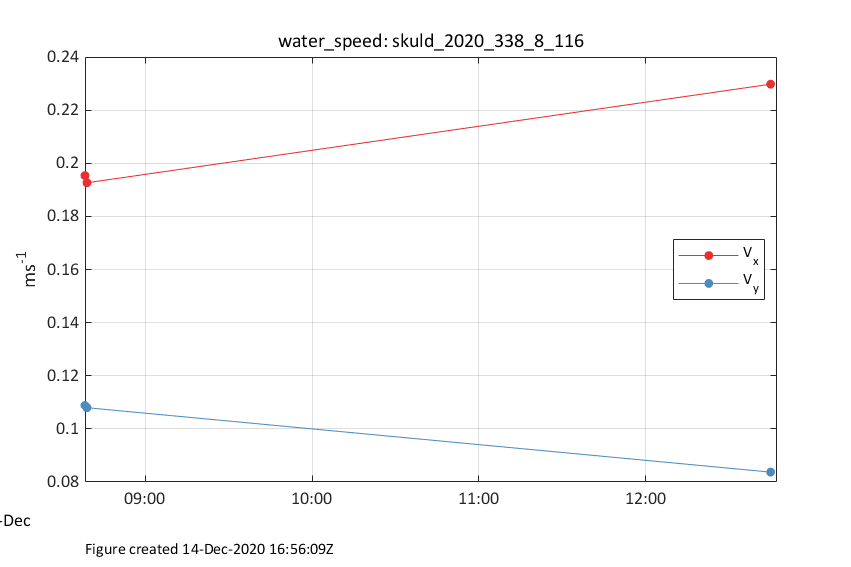 water_speed: skuld_2020_338_8_116
0.24
0.22
0.2
0.18
0.16
0.14
0.12
0.1
0.08
ms-1
Vx
Vy
09:00 10:00 11:00 12:00
-Dec
Figure created 14-Dec-2020 16:56:09Z